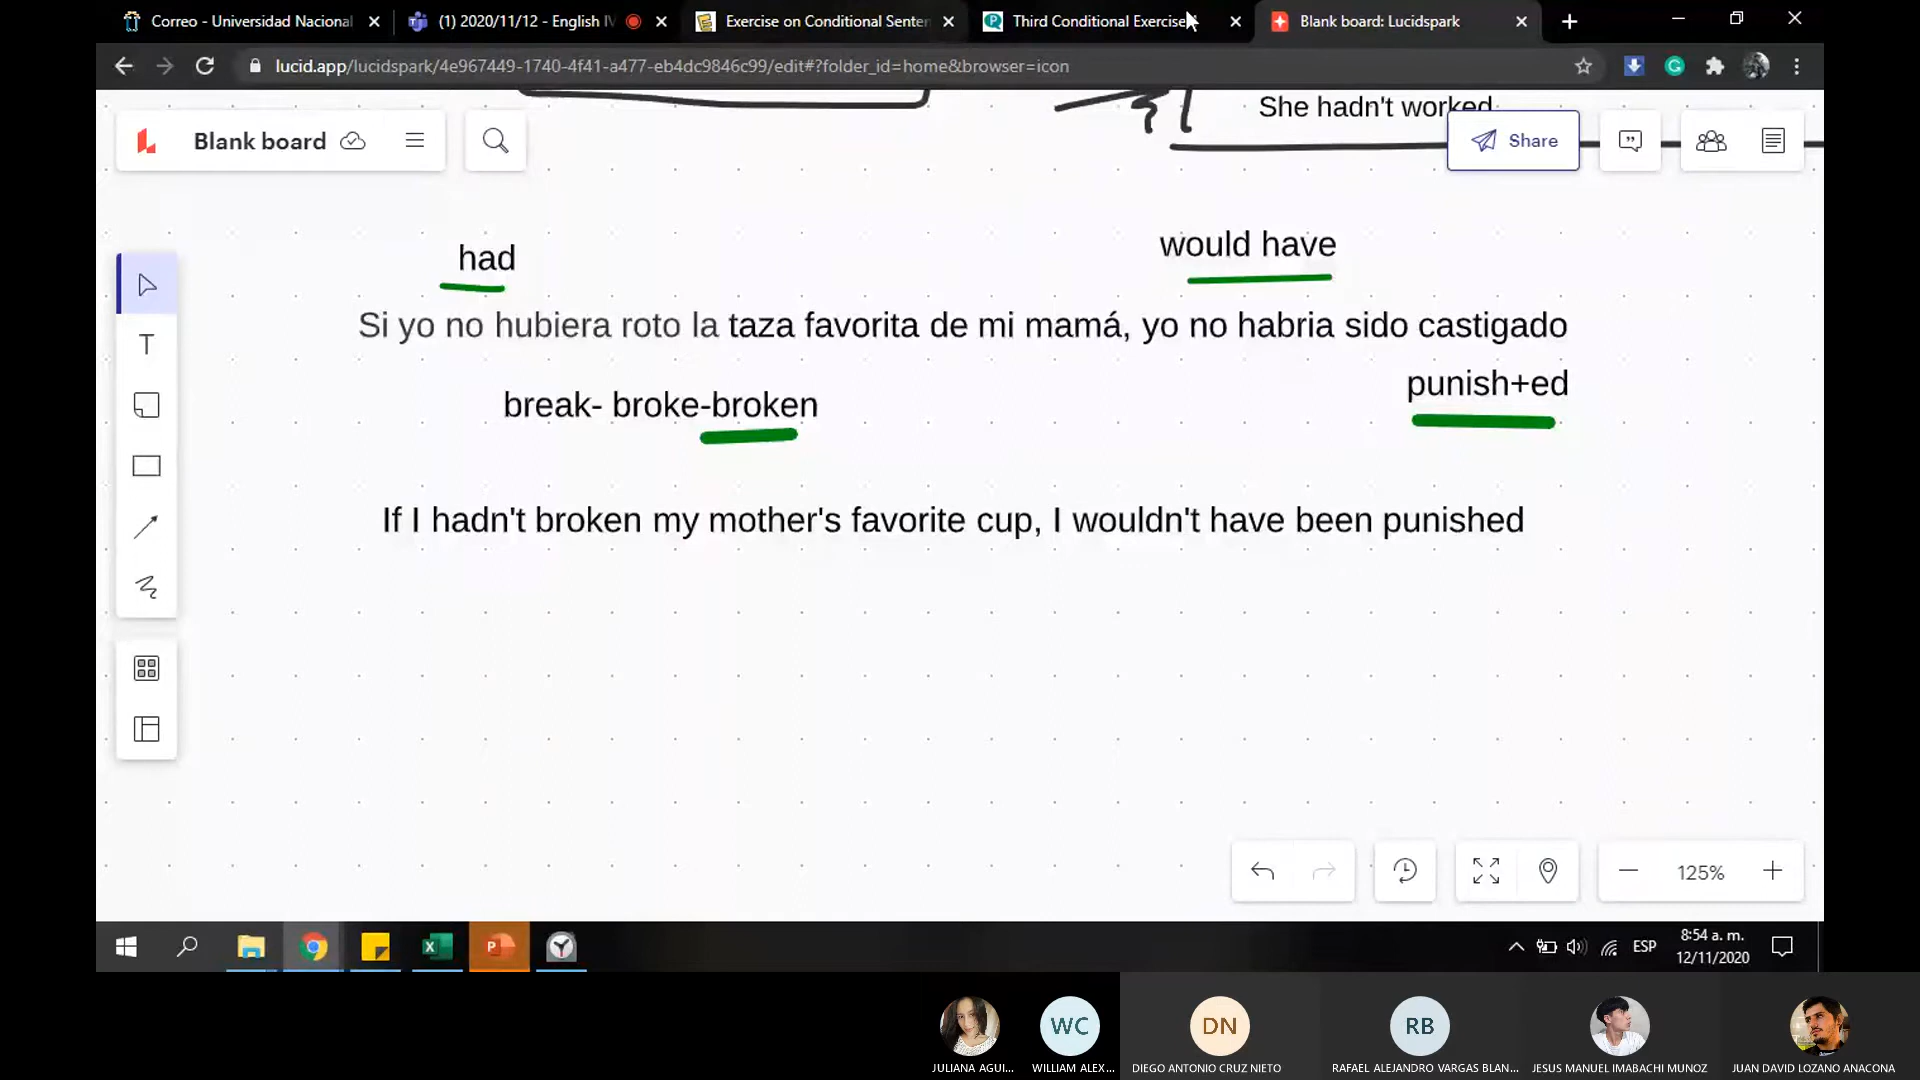 Correo - Universidad Nacional
(1) 2020/11/12 - English IV
Exercise on Conditional Senten
Third Conditional Exercise
Blank board: Lucidspark
lucid.app/lucidspark/4e967449-1740-4f41-a477-eb4dc9846c99/edit#?folder_id=home&browser=icon
She hadn't worked
Blank board
Share
had
would have
Si yo no hubiera roto la taza favorita de mi mamá, yo no habria sido castigado
break- broke-broken
punish+ed
If I hadn't broken my mother's favorite cup, I wouldn't have been punished
125%
ESP
8:54 a. m.
12/11/2020
WC
DN
RB
JULIANA AGUI...
WILLIAM ALEX...
DIEGO ANTONIO CRUZ NIETO
RAFAEL ALEJANDRO VARGAS BLAN...
JESUS MANUEL IMABACHI MUNOZ
JUAN DAVID LOZANO ANACONA